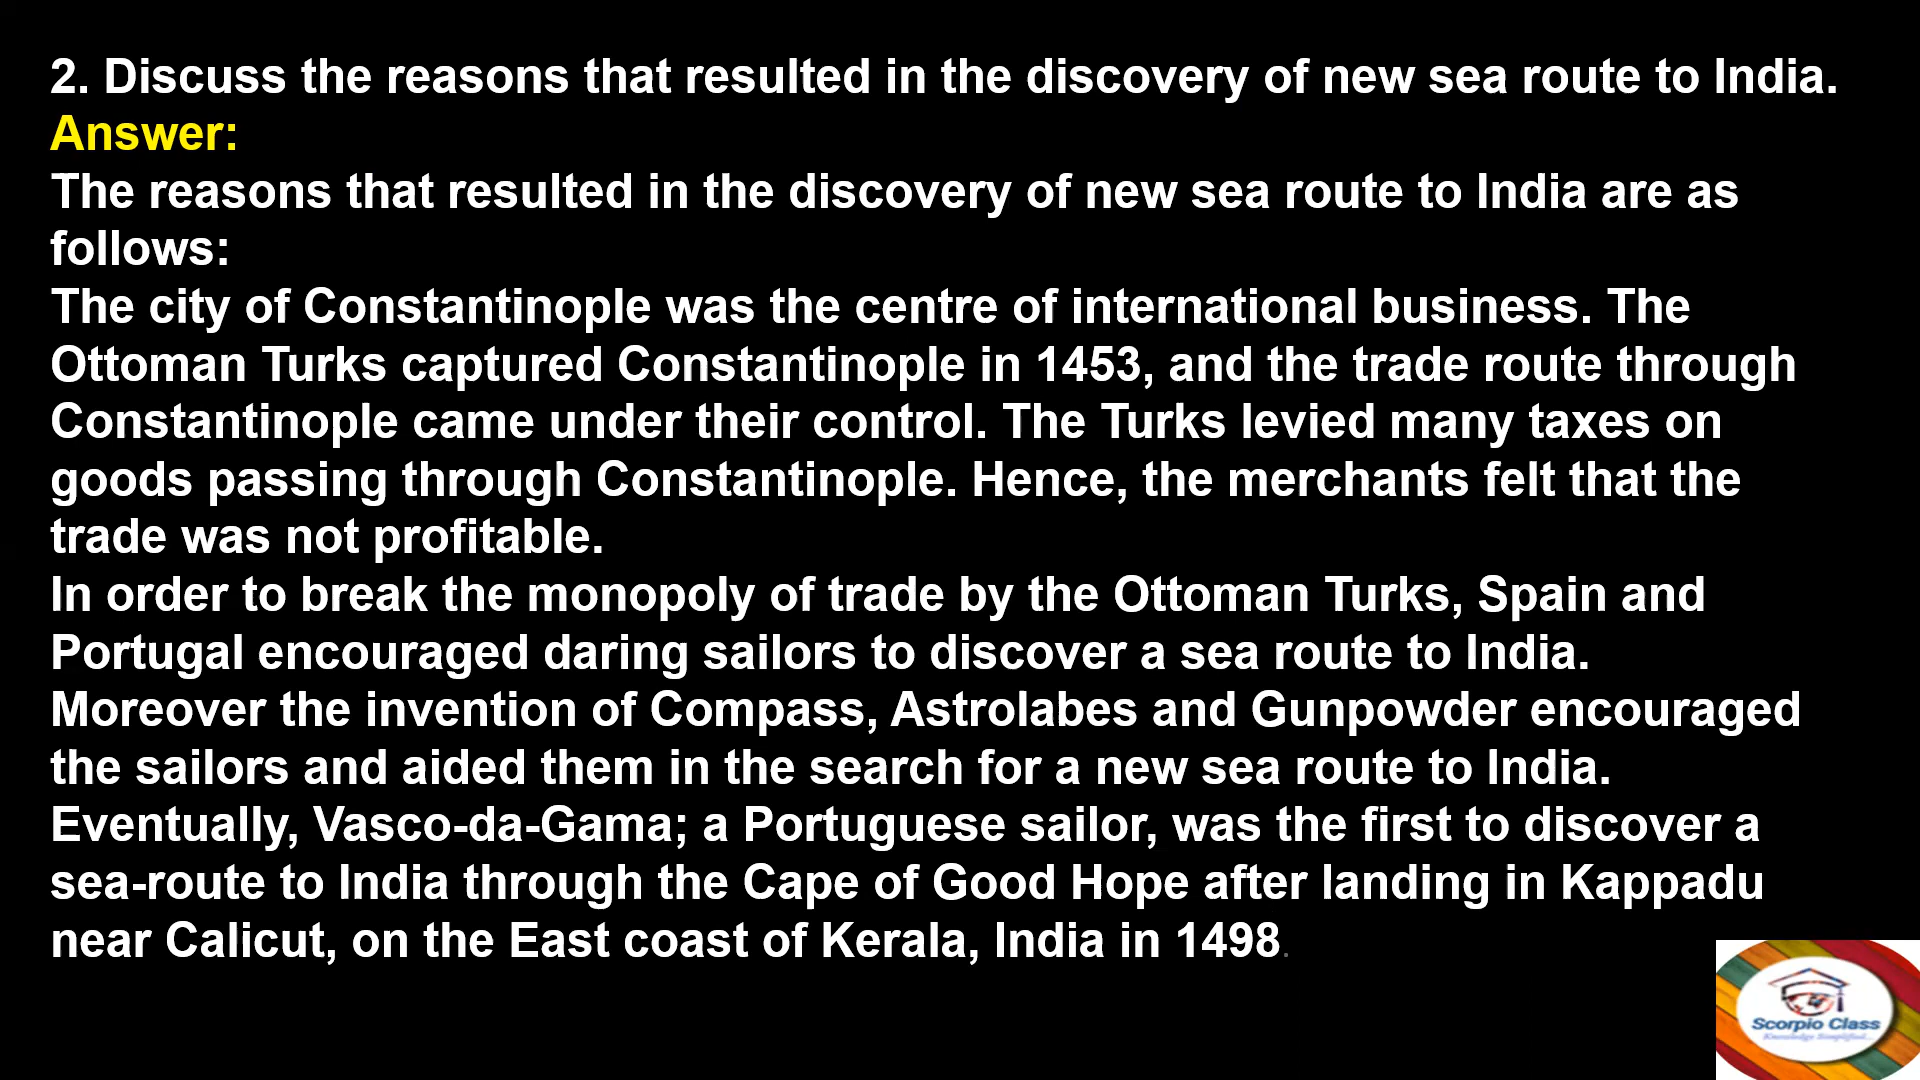 2. Discuss the reasons that resulted in the discovery of new sea route to India.
Answer:
The reasons that resulted in the discovery of new sea route to India are as
follows:
The city of Constantinople was the centre of international business. The
Ottoman Turks captured Constantinople in 1453, and the trade route through
Constantinople came under their control. The Turks levied many taxes on
goods passing through Constantinople. Hence, the merchants felt that the
trade was not profitable.
In order to break the monopoly of trade by the Ottoman Turks, Spain and
Portugal encouraged daring sailors to discover a sea route to India.
Moreover the invention of Compass, Astrolabes and Gunpowder encouraged
the sailors and aided them in the search for a new sea route to India.
Eventually, Vasco-da-Gama; a Portuguese sailor, was the first to discover a
sea-route to India through the Cape of Good Hope after landing in Kappadu
near Calicut, on the East coast of Kerala, India in 1498.
Scorpio Class
Knowledge Simplified...